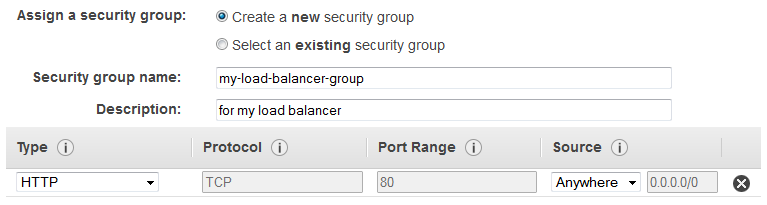 Assign a security group: Create a new security group
Select an existing security group
Security group name: my-load-balancer-group
Description: for my load balancer
Type i Protocol i Port Range i Source i
HTTP TCP 80 Anywhere 0.0.0.0/0